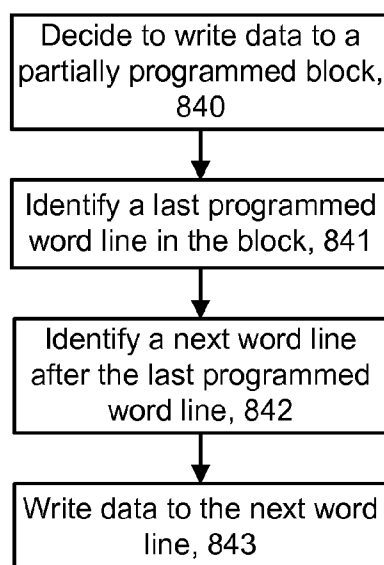 Decide to write data to a
partially programmed block,
840
Identify a last programmed
word line in the block, 841
Identify a next word line
after the last programmed
word line, 842
Write data to the next word
line, 843